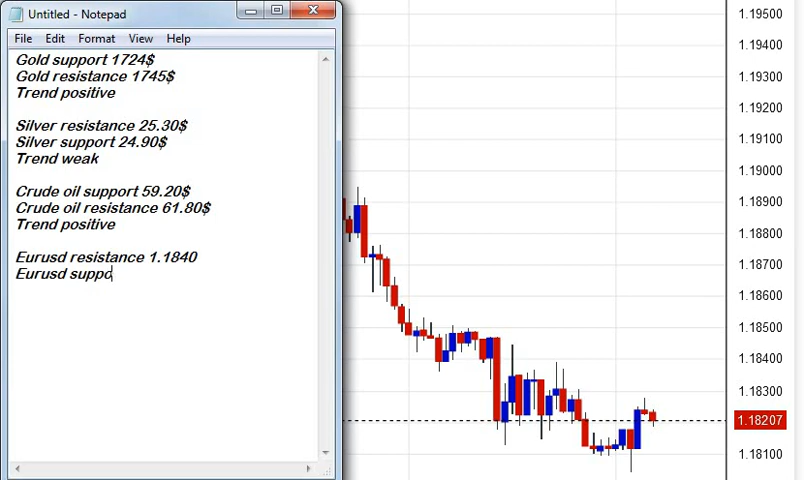 Untitled - Notepad
File Edit Format View Help
Gold support 1724$
Gold resistance 1745$
Trend positive
Silver resistance 25.30$
Silver support 24.90$
Trend weak
Crude oil support 59.20$
Crude oil resistance 61.80$
Trend positive
Eurusd resistance 1.1840
Eurusd suppo
1.19500
1.19400
1.19300
1.19200
1.19100
1.19000
1.18900
1.18800
1.18700
1.18600
1.18500
1.18400
1.18300
1.18207
1.18100